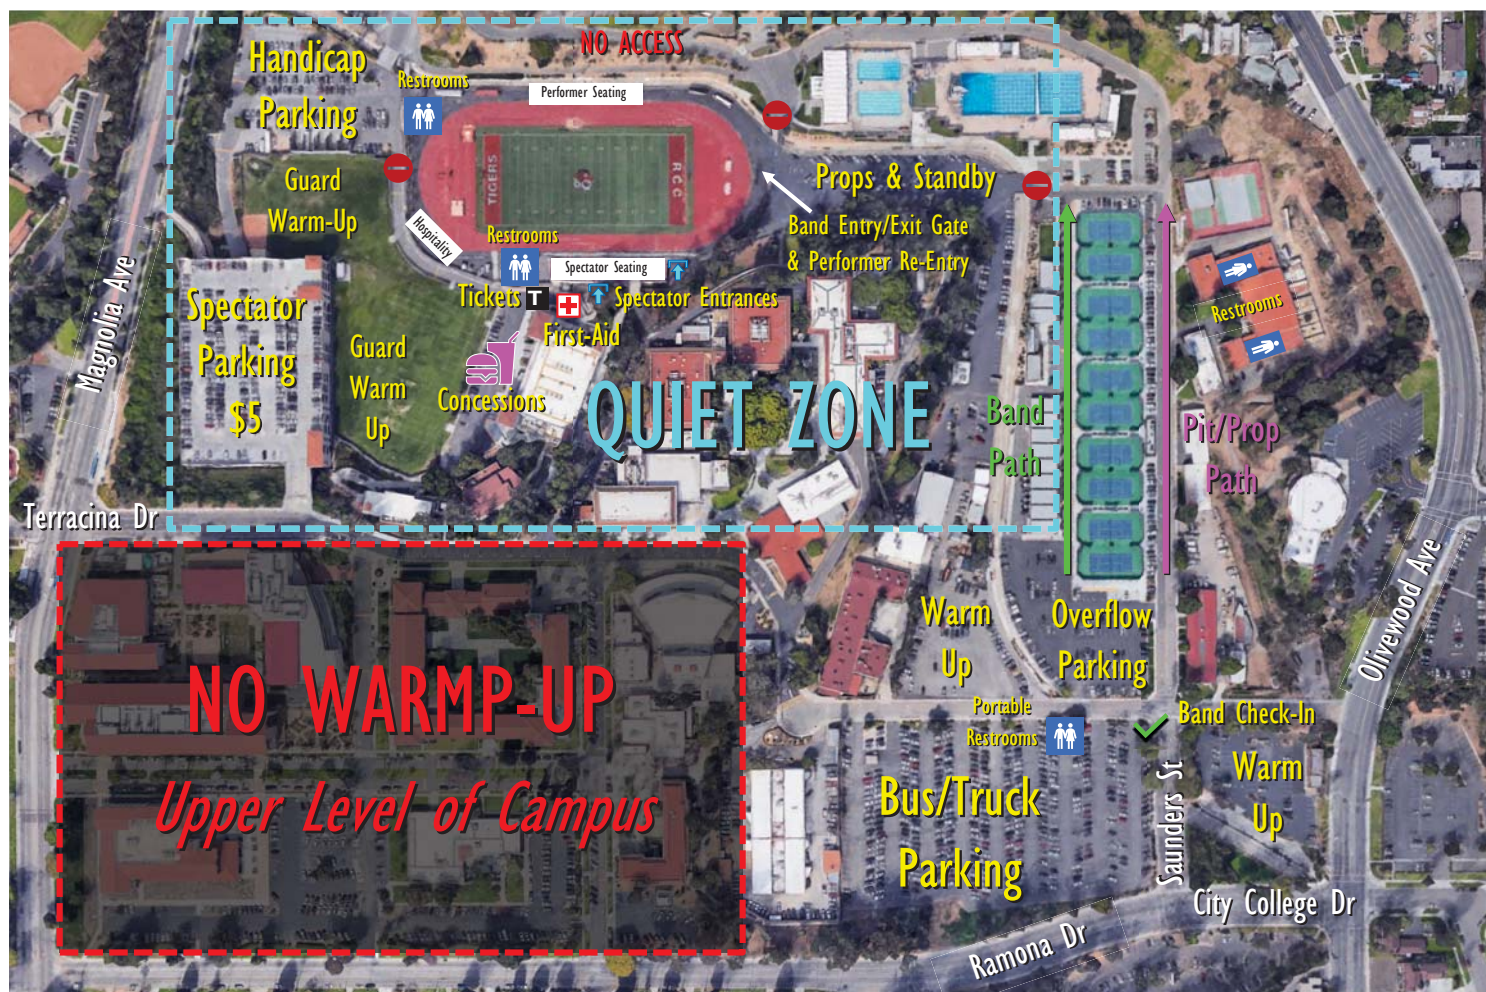 NO ACCESS
Handicap
Parking
Restrooms
Performer Seating
TIGERS
RCC
Guard
Warm-Up
Hospitality
Props & Standby
Band Entry/Exit Gate
& Performer Re-Entry
Restrooms
Spectator Seating
Tickets T
Spectator Entrances
First-Aid
Concessions
Magnolia Ave
Spectator
Parking
$5
Guard
Warm
Up
QUIET ZONE
Band
Path
Pit/Prop
Path
Restrooms
Terracina Dr
NO WARMP-UP
Upper Level of Campus
Warm
Up
Overflow
Parking
Olivewood Ave
Portable
Restrooms
Band Check-In
Warm
Up
Bus/Truck
Parking
Saunders St
City College Dr
Ramona Dr